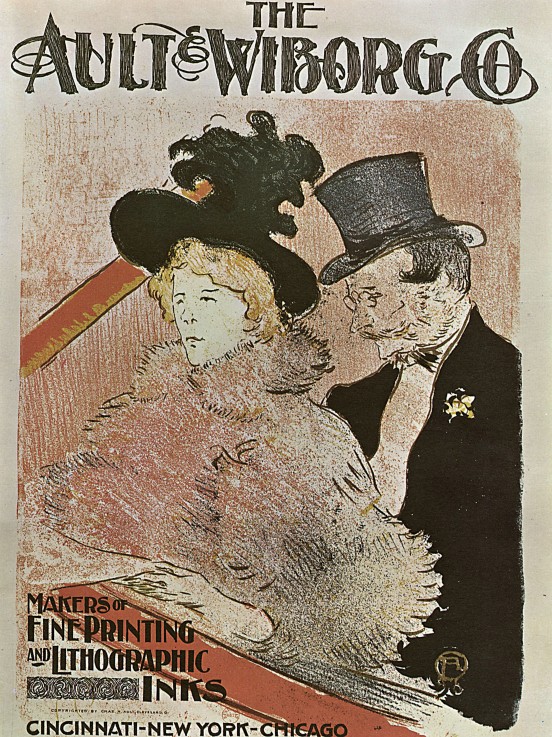 THE
AULT & WIBORG CO
MAKERS OF
FINE PRINTING
AND LITHOGRAPHIC
INKS
CINCINNATI-NEW YORK-CHICAGO